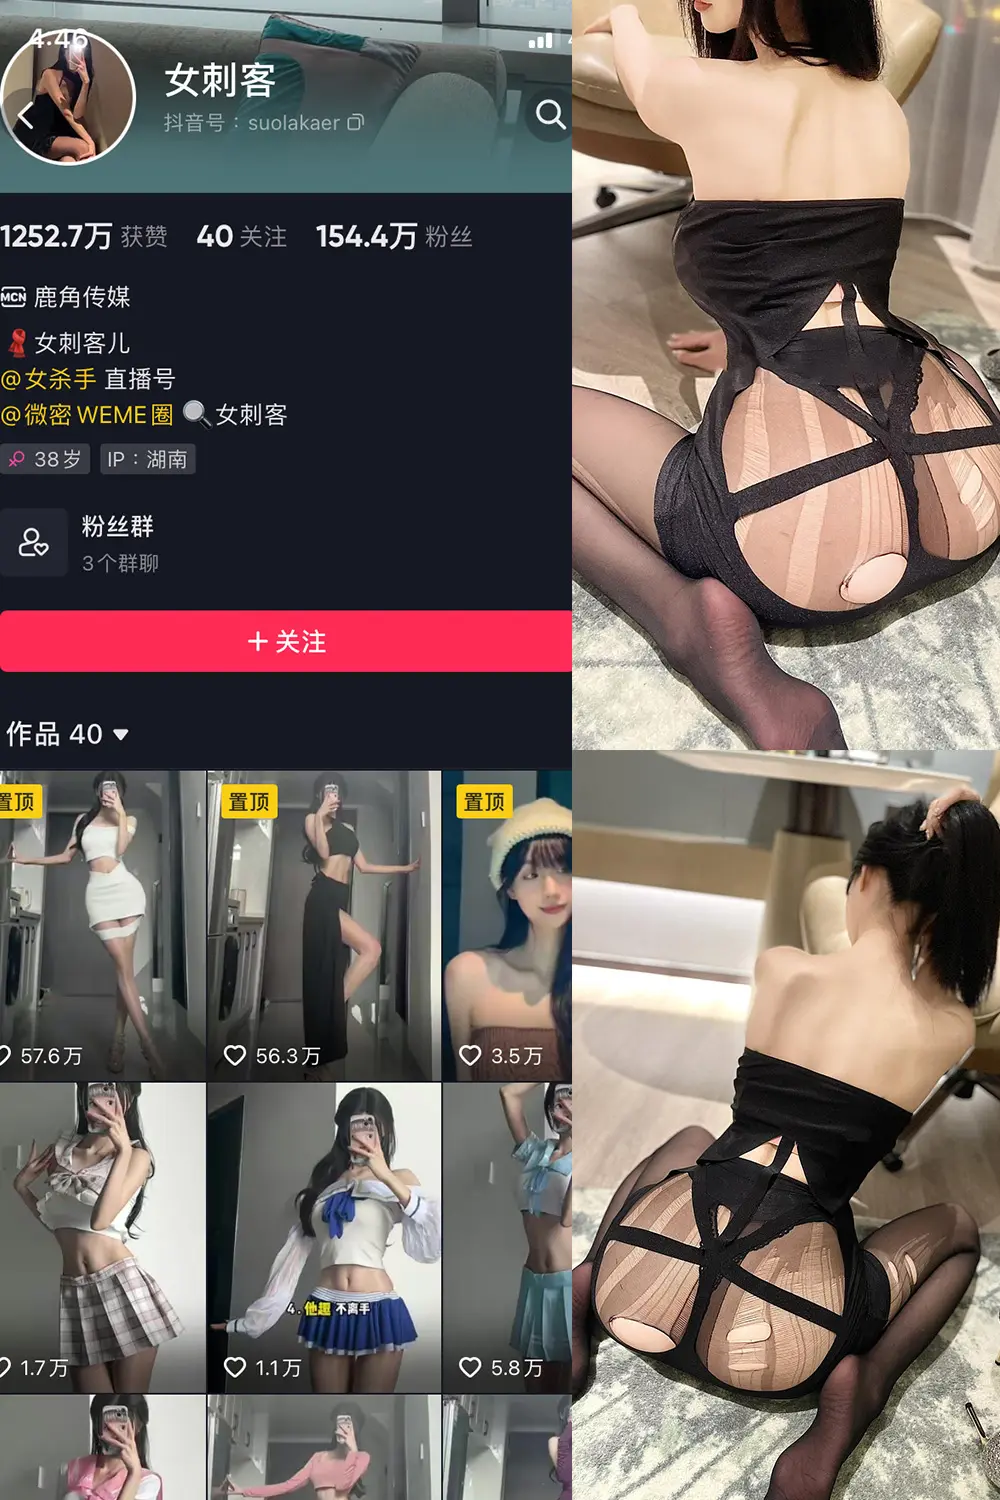 4:46
女刺客
抖音号：suolakaer
1252.7万 获赞 40 关注 154.4万 粉丝
MCN 鹿角传媒
女刺客儿
@女杀手 直播号
@微密WEME圈 女刺客
38岁 IP：湖南
粉丝群
3个群聊
+ 关注
作品 40
置顶 置顶 置顶
57.6万 56.3万 3.5万
4.他趣 不离手
1.7万 1.1万 5.8万